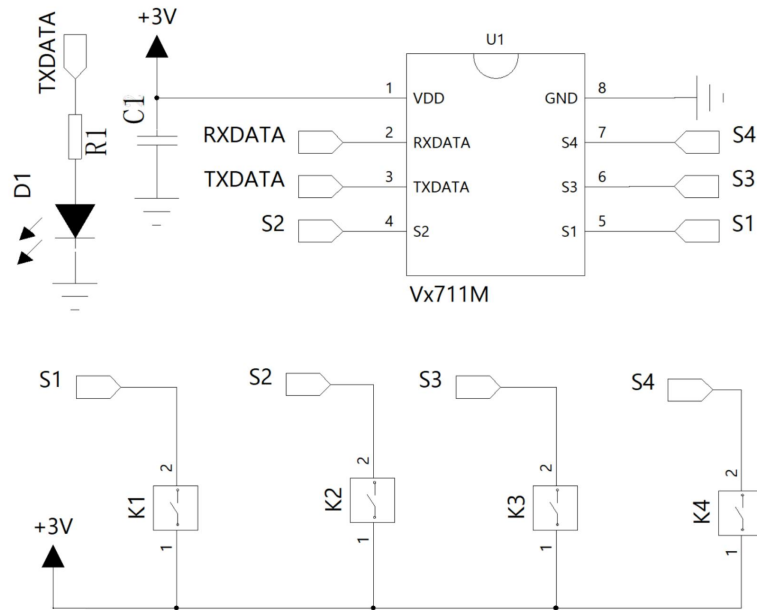 +3V
U1
TXDATA
C1
R1
D1
1
VDD
GND
8
RXDATA
2
RXDATA
S4
7
S4
TXDATA
3
TXDATA
S3
6
S3
S2
4
S2
S1
5
S1
Vx711M
S1
S2
S3
S4
2
2
2
2
K1
K2
K3
K4
1
1
1
1
+3V